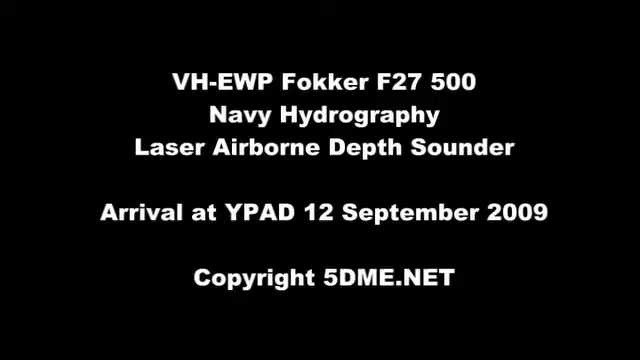 VH-EWP Fokker F27 500
Navy Hydrography
Laser Airborne Depth Sounder
Arrival at YPAD 12 September 2009
Copyright 5DME.NET